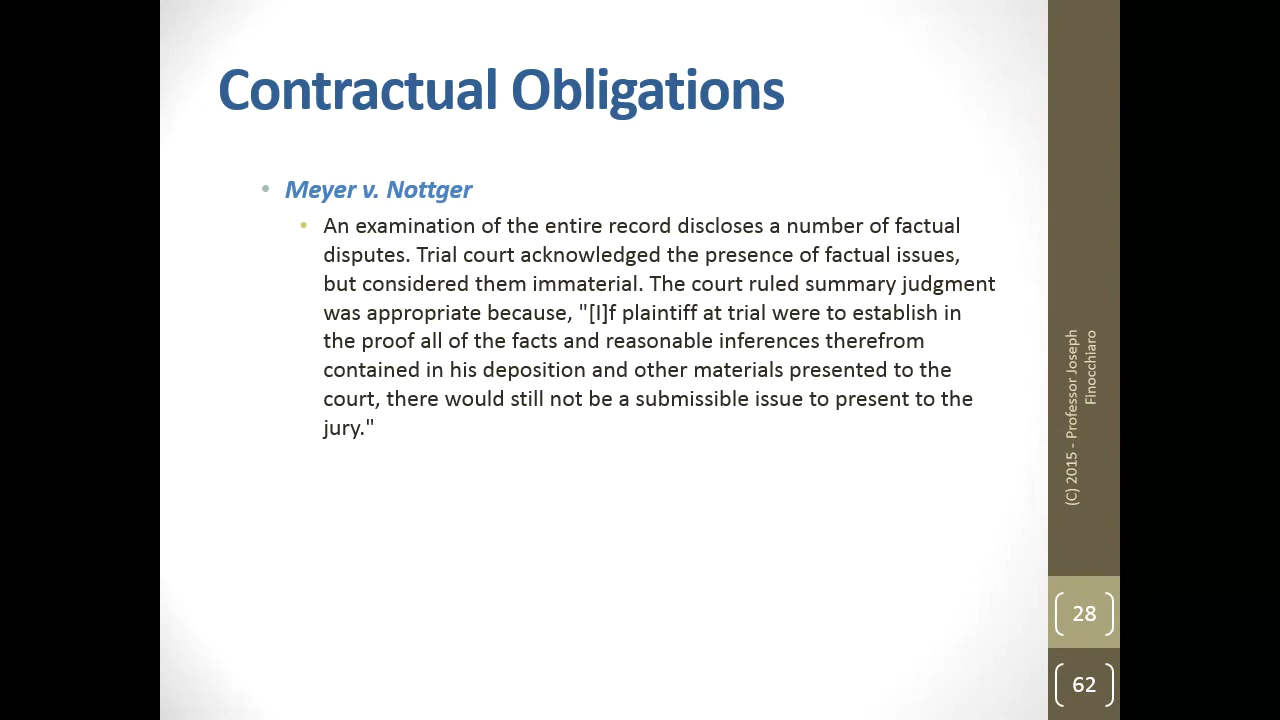 Contractual Obligations
• Meyer v. Nottger
• An examination of the entire record discloses a number of factual
disputes. Trial court acknowledged the presence of factual issues,
but considered them immaterial. The court ruled summary judgment
was appropriate because, "[I]f plaintiff at trial were to establish in
the proof all of the facts and reasonable inferences therefrom
contained in his deposition and other materials presented to the
court, there would still not be a submissible issue to present to the
jury."
(C) 2015 - Professor Joseph
Finocchiaro
28
62